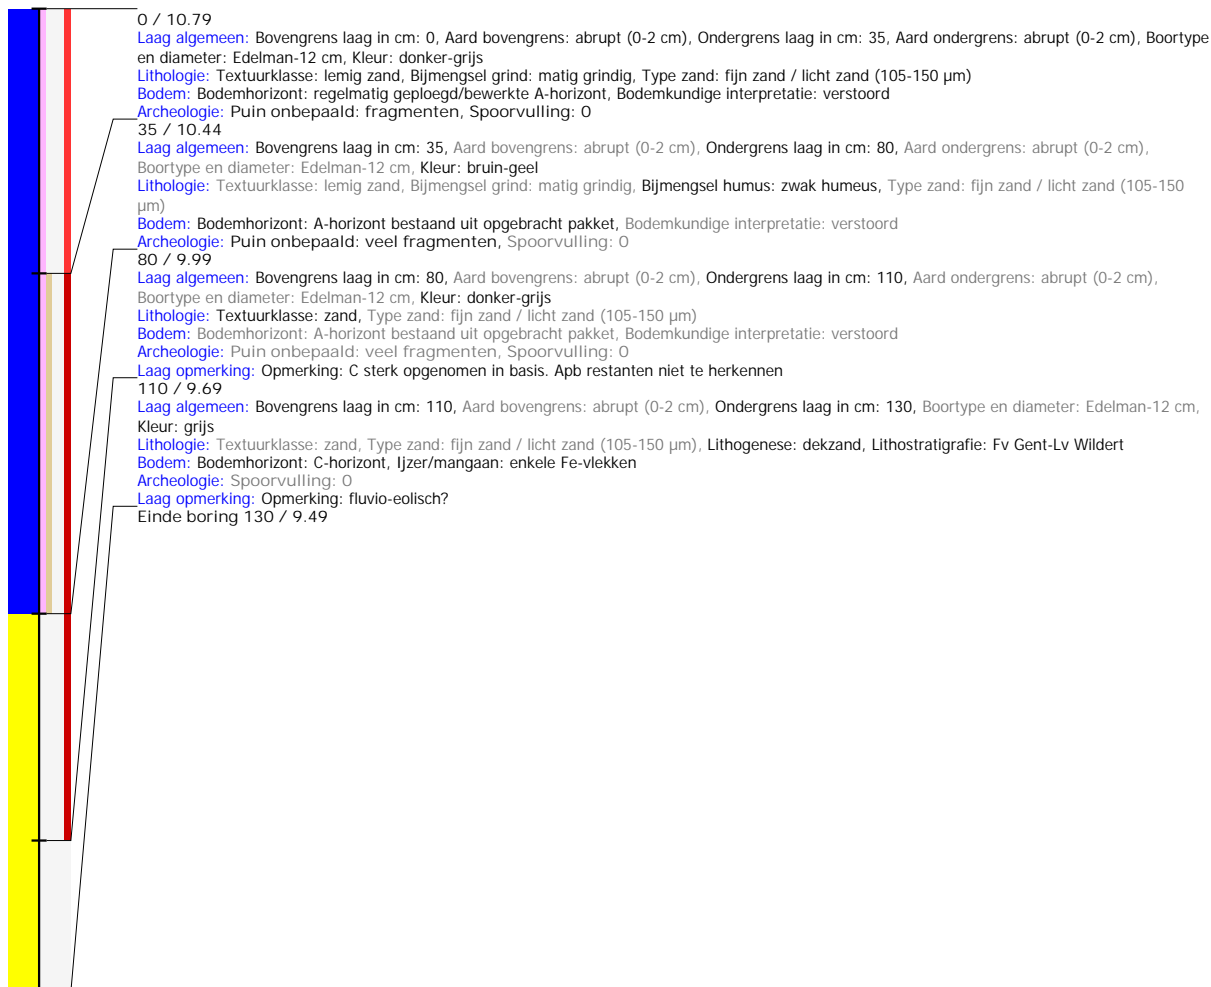 0 / 10.79
Laag algemeen: Bovengrens laag in cm: 0, Aard bovengrens: abrupt (0-2 cm), Ondergrens laag in cm: 35, Aard ondergrens: abrupt (0-2 cm), Boortype
en diameter: Edelman-12 cm, Kleur: donker-grijs
Lithologie: Textuurklasse: lemig zand, Bijmengsel grind: matig grindig, Type zand: fijn zand / licht zand (105-150 µm)
Bodem: Bodemhorizont: regelmatig geploegd/bewerkte A-horizont, Bodemkundige interpretatie: verstoord
Archeologie: Puin onbepaald: fragmenten, Spoorvulling: 0
35 / 10.44
Laag algemeen: Bovengrens laag in cm: 35, Aard bovengrens: abrupt (0-2 cm), Ondergrens laag in cm: 80, Aard ondergrens: abrupt (0-2 cm),
Boortype en diameter: Edelman-12 cm, Kleur: bruin-geel
Lithologie: Textuurklasse: lemig zand, Bijmengsel grind: matig grindig, Bijmengsel humus: zwak humeus, Type zand: fijn zand / licht zand (105-150
µm)
Bodem: Bodemhorizont: A-horizont bestaand uit opgebracht pakket, Bodemkundige interpretatie: verstoord
Archeologie: Puin onbepaald: veel fragmenten, Spoorvulling: 0
80 / 9.99
Laag algemeen: Bovengrens laag in cm: 80, Aard bovengrens: abrupt (0-2 cm), Ondergrens laag in cm: 110, Aard ondergrens: abrupt (0-2 cm),
Boortype en diameter: Edelman-12 cm, Kleur: donker-grijs
Lithologie: Textuurklasse: zand, Type zand: fijn zand / licht zand (105-150 µm)
Bodem: Bodemhorizont: A-horizont bestaand uit opgebracht pakket, Bodemkundige interpretatie: verstoord
Archeologie: Puin onbepaald: veel fragmenten, Spoorvulling: 0
Laag opmerking: Opmerking: C sterk opgenomen in basis. Apb restanten niet te herkennen
110 / 9.69
Laag algemeen: Bovengrens laag in cm: 110, Aard bovengrens: abrupt (0-2 cm), Ondergrens laag in cm: 130, Boortype en diameter: Edelman-12 cm,
Kleur: grijs
Lithologie: Textuurklasse: zand, Type zand: fijn zand / licht zand (105-150 µm), Lithogenese: dekzand, Lithostratigrafie: Fv Gent-Lv Wildert
Bodem: Bodemhorizont: C-horizont, Ijzer/mangaan: enkele Fe-vlekken
Archeologie: Spoorvulling: 0
Laag opmerking: Opmerking: fluvio-eolisch?
Einde boring 130 / 9.49